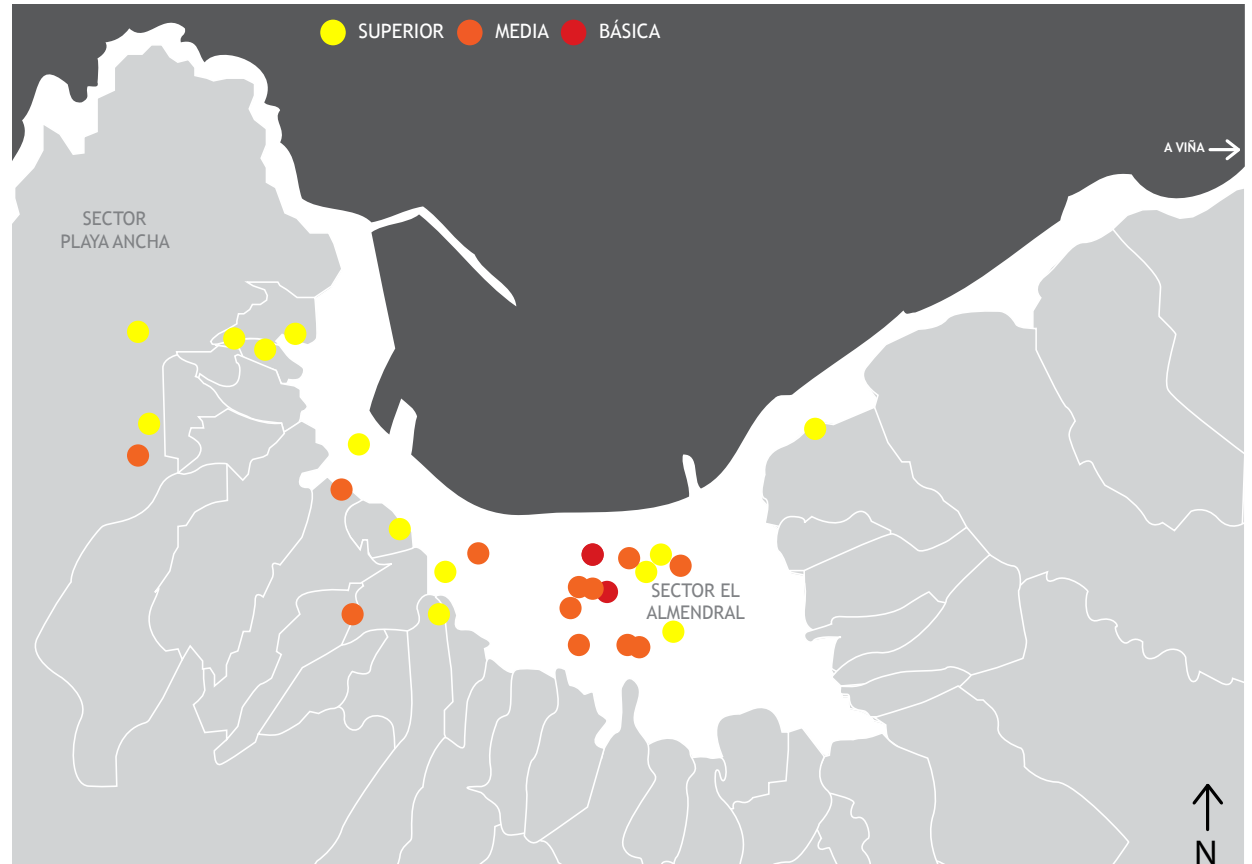 SUPERIOR MEDIA BÁSICA
A VIÑA
SECTOR
PLAYA ANCHA
SECTOR EL
ALMENDRAL
N